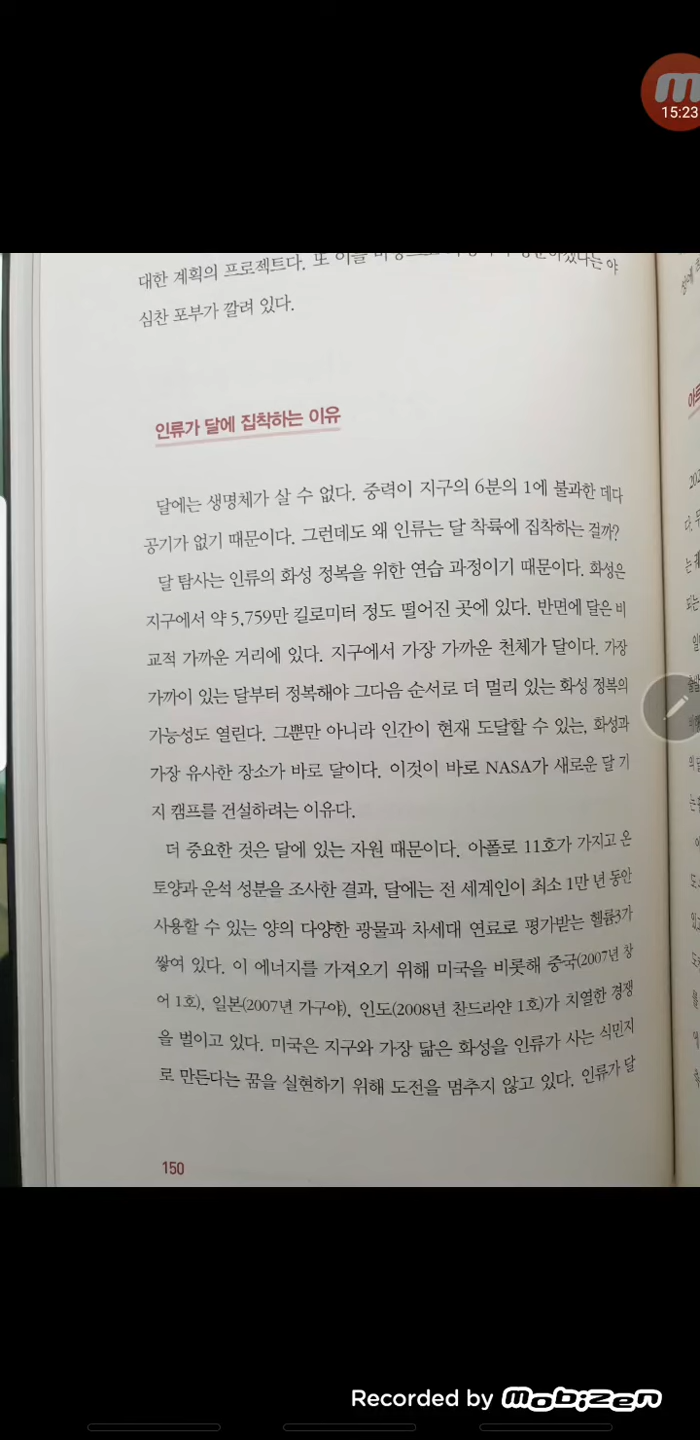 15:23
대한 계획의 프로젝트다. 또 이를
심찬 포부가 깔려 있다.
인류가 달에 집착하는 이유
달에는 생명체가 살 수 없다. 중력이 지구의 6분의 1에 불과한 데다
공기가 없기 때문이다. 그런데도 왜 인류는 달 착륙에 집착하는 걸까?
달 탐사는 인류의 화성 정복을 위한 연습 과정이기 때문이다. 화성은
지구에서 약 5,759만 킬로미터 정도 떨어진 곳에 있다. 반면에 달은 비
교적 가까운 거리에 있다. 지구에서 가장 가까운 천체가 달이다. 가장
가까이 있는 달부터 정복해야 그다음 순서로 더 멀리 있는 화성 정복의
가능성도 열린다. 그뿐만 아니라 인간이 현재 도달할 수 있는, 화성과
가장 유사한 장소가 바로 달이다. 이것이 바로 NASA가 새로운 달 기
지 캠프를 건설하려는 이유다.
더 중요한 것은 달에 있는 자원 때문이다. 아폴로 11호가 가지고 온
토양과 운석 성분을 조사한 결과, 달에는 전 세계인이 최소 1만 년 동안
사용할 수 있는 양의 다양한 광물과 차세대 연료로 평가받는 헬륨3가
쌓여 있다. 이 에너지를 가져오기 위해 미국을 비롯해 중국(2007년 창
어 1호), 일본(2007년 가구야), 인도(2008년 찬드라얀 1호)가 치열한 경쟁
을 벌이고 있다. 미국은 지구와 가장 닮은 화성을 인류가 사는 식민지
로 만든다는 꿈을 실현하기 위해 도전을 멈추지 않고 있다. 인류가 달
150
Recorded by mobizen